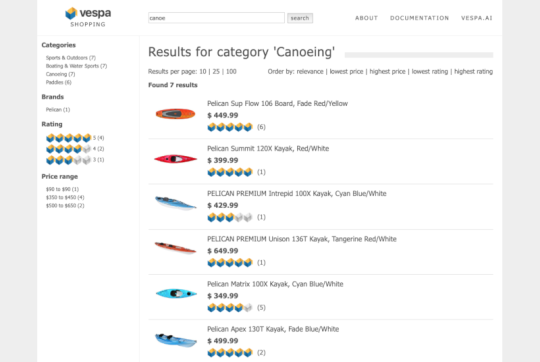 vespa
SHOPPING
canoe
search
ABOUT DOCUMENTATION VESPA.AI
Categories
Sports & Outdoors (7)
Boating & Water Sports (7)
Canoeing (7)
Paddles (6)
Brands
Pelican (1)
Rating
5 (4)
4 (2)
3 (1)
Price range
$90 to $90 (1)
$350 to $450 (4)
$500 to $650 (2)
Results for category 'Canoeing'
Results per page: 10 | 25 | 100 Order by: relevance | lowest price | highest price | lowest rating | highest rating
Found 7 results
Pelican Sup Flow 106 Board, Fade Red/Yellow
$ 449.99
(6)
Pelican Summit 120X Kayak, Red/White
$ 399.99
(1)
PELICAN PREMIUM Intrepid 100X Kayak, Cyan Blue/White
$ 429.99
(1)
PELICAN PREMIUM Unison 136T Kayak, Tangerine Red/White
$ 649.99
(1)
Pelican Matrix 100X Kayak, Cyan Blue/White
$ 349.99
(5)
Pelican Apex 130T Kayak, Fade Blue/White
$ 499.99
(2)